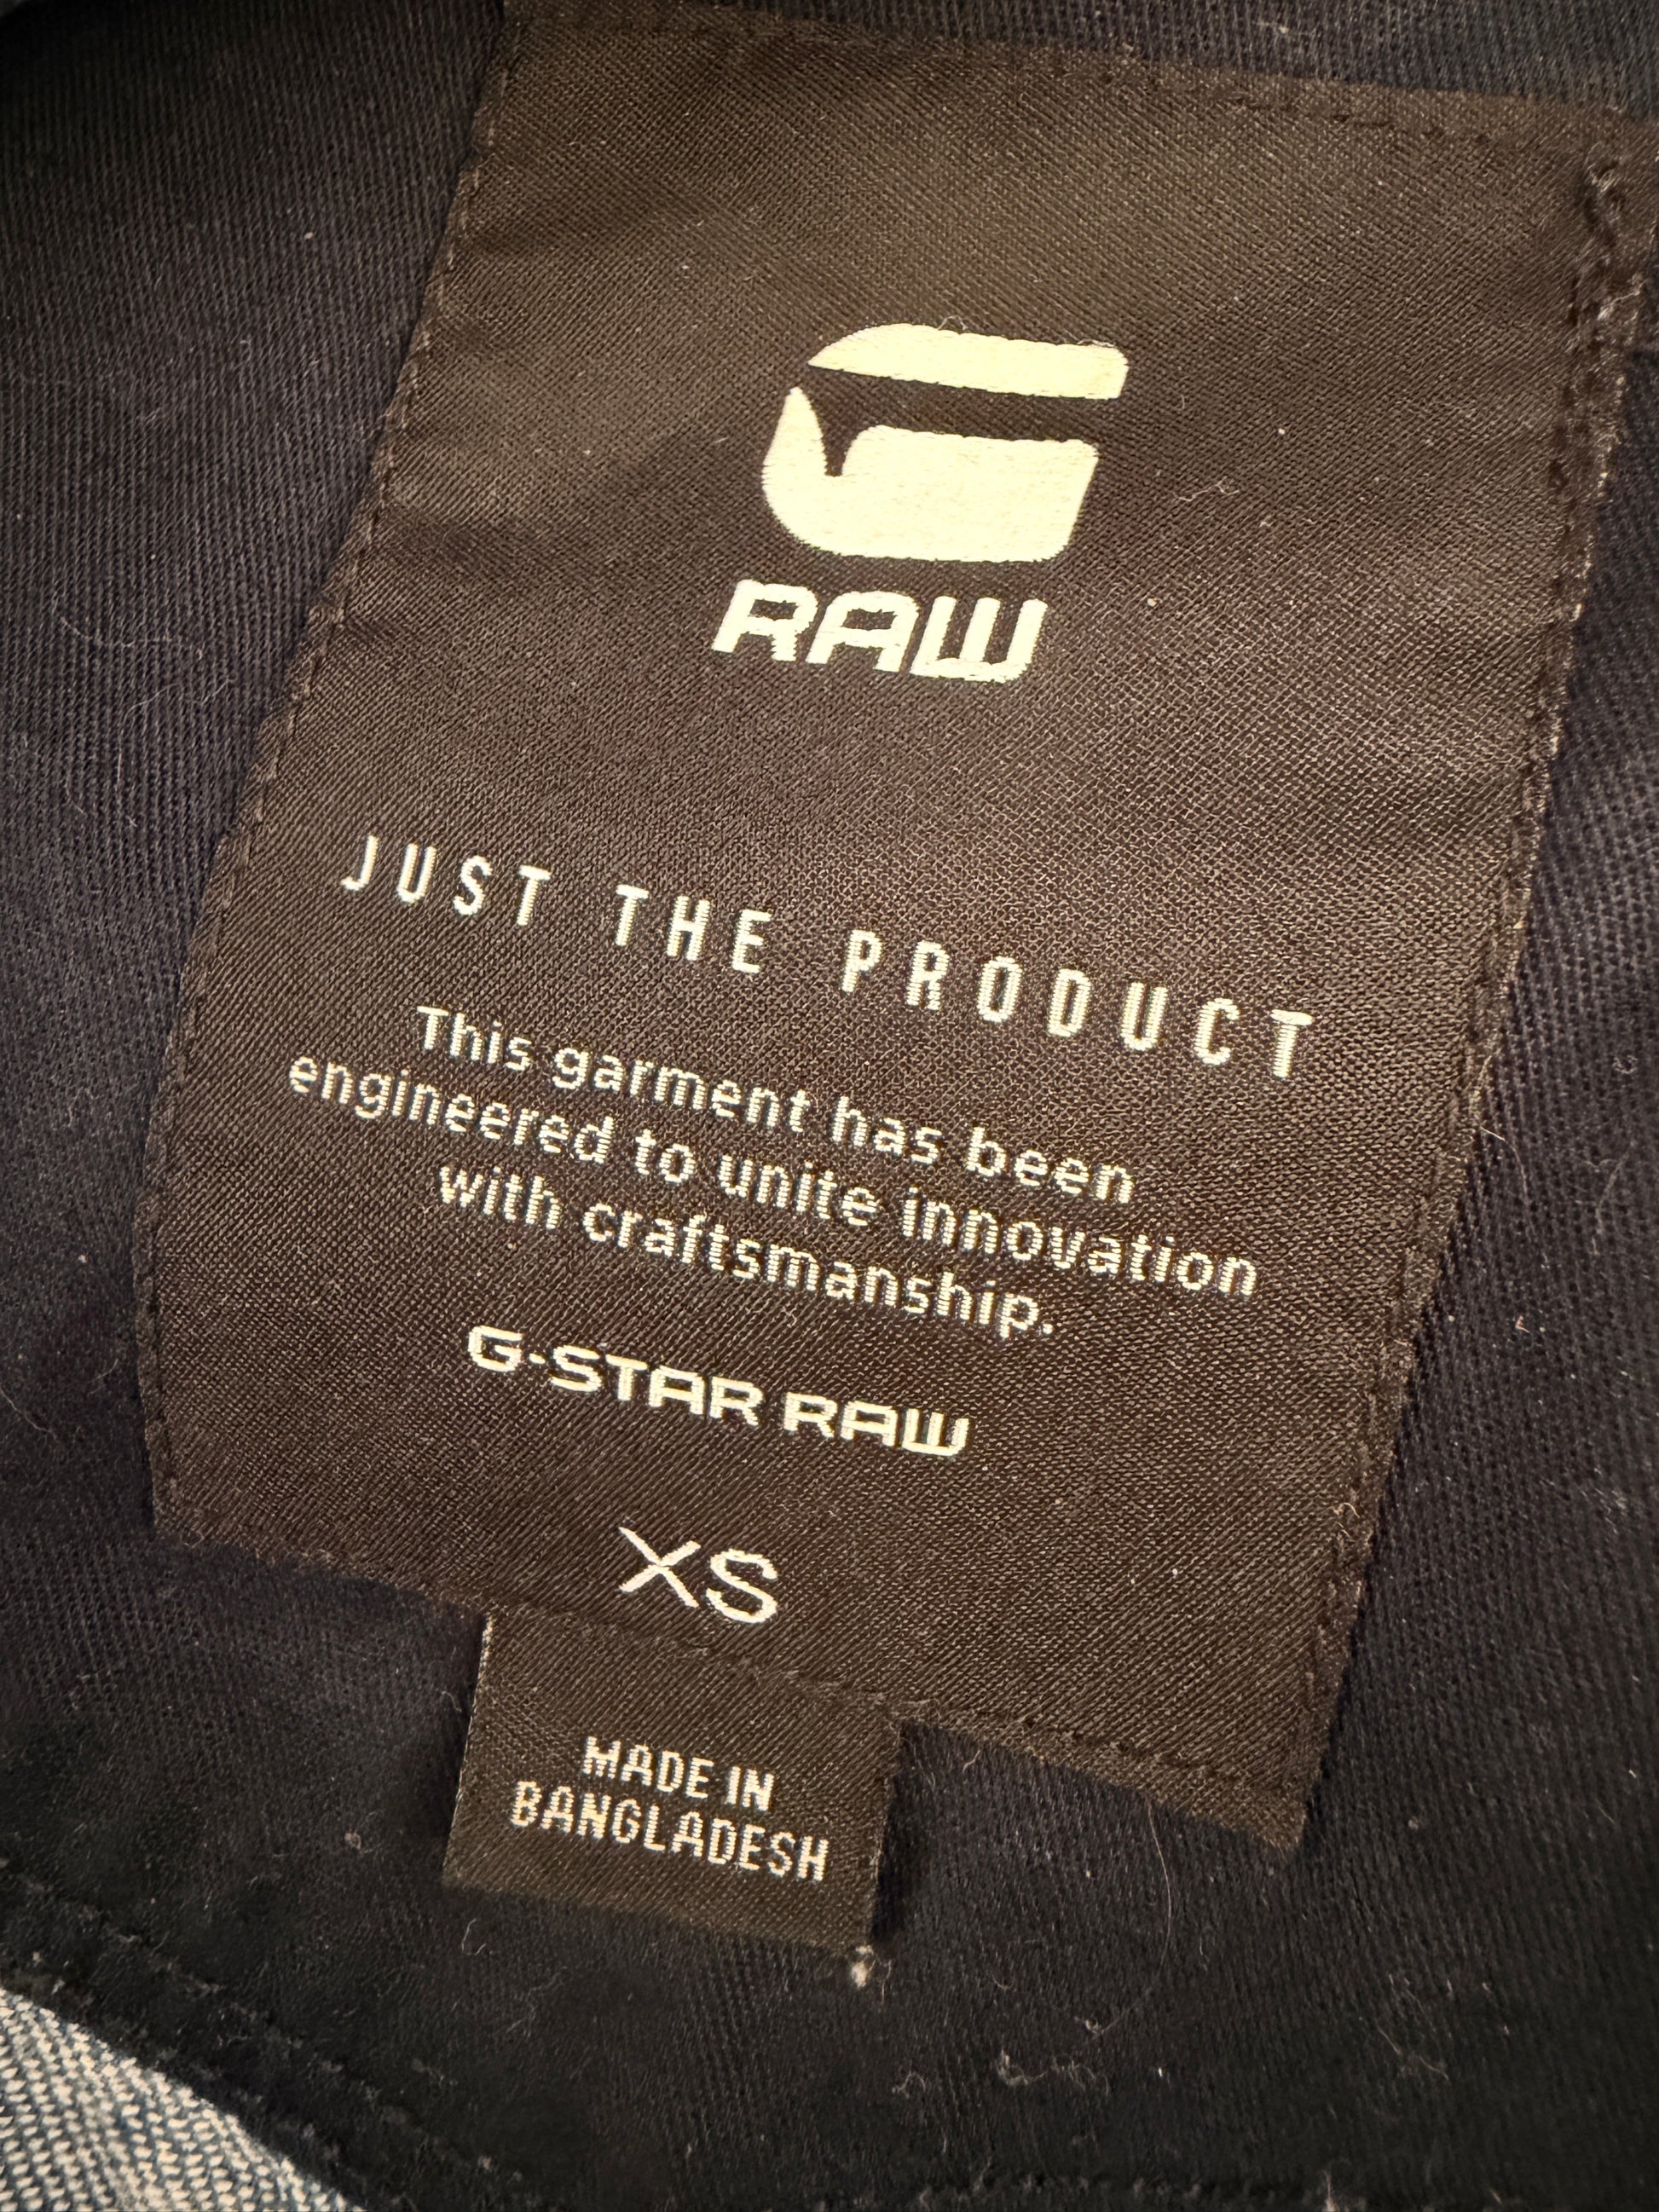 G
RAW
JUST THE PRODUCT
This garment has been
engineered to unite innovation
with craftsmanship.
G-STAR RAW
XS
MADE IN
BANGLADESH